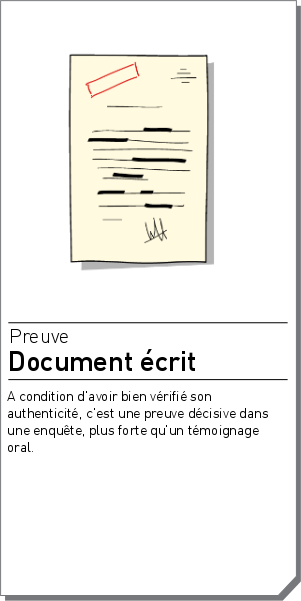 Preuve
Document écrit
A condition d'avoir bien vérifié son
authenticité, c'est une preuve décisive dans
une enquête, plus forte qu'un témoignage
oral.